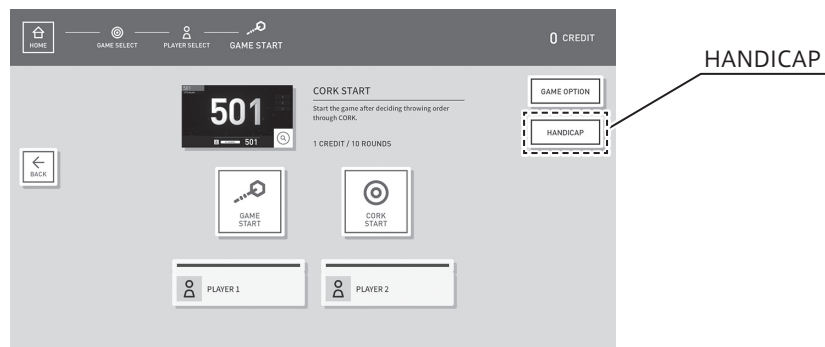 HOME
GAME SELECT
PLAYER SELECT
GAME START
0 CREDIT
HANDICAP
501
501
501
CORK START
Start the game after deciding throwing order
through CORK.
1 CREDIT / 10 ROUNDS
GAME OPTION
HANDICAP
BACK
GAME
START
CORK
START
PLAYER 1
PLAYER 2